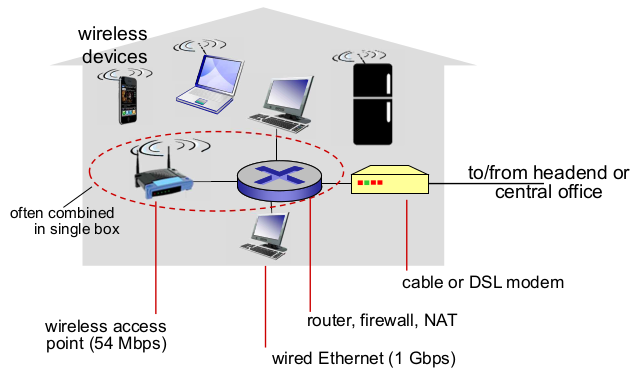 wireless
devices
to/from headend or
central office
often combined
in single box
cable or DSL modem
router, firewall, NAT
wireless access
point (54 Mbps)
wired Ethernet (1 Gbps)